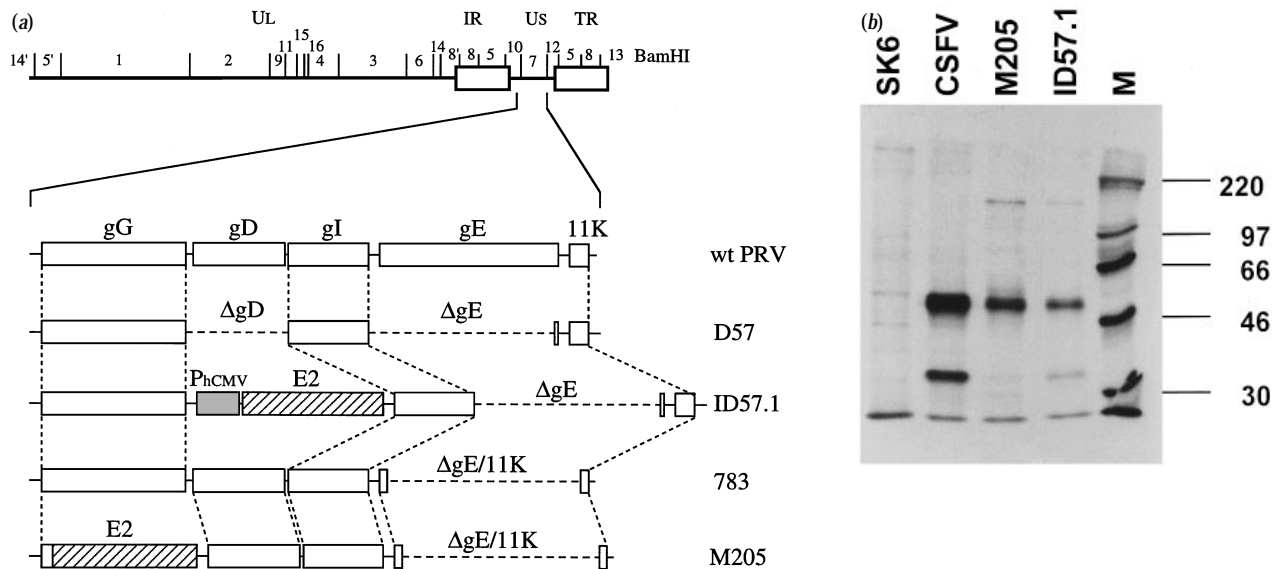 (a)
UL IR US TR
14' 5' 1 2 9 11 15 16 4 3 14 6 8' 8 5 10 7 12 5 8 13 BamHI
gG gD gI gE 11K
wt PRV
ΔgD ΔgE
D57
PhCMV E2 ΔgE
ID57.1
ΔgE/11K
783
E2 ΔgE/11K
M205
(b)
SK6 CSFV M205 ID57.1 M
220
97
66
46
30